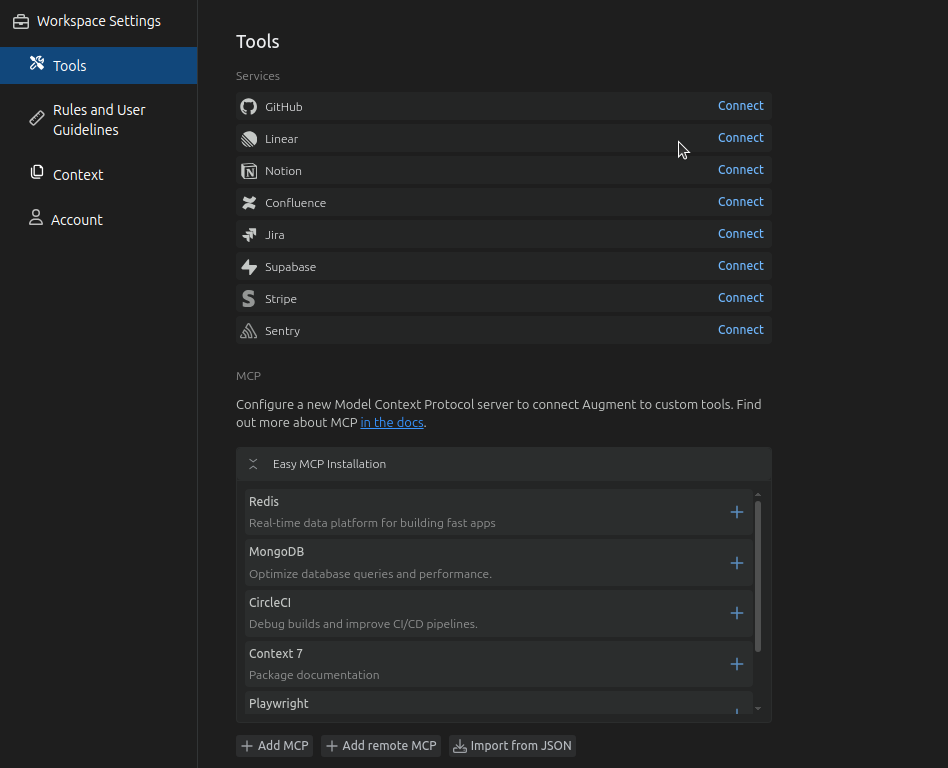 Workspace Settings
Tools
Rules and User
Guidelines
Context
Account
Tools
Services
GitHub Connect
Linear Connect
Notion Connect
Confluence Connect
Jira Connect
Supabase Connect
Stripe Connect
Sentry Connect
MCP
Configure a new Model Context Protocol server to connect Augment to custom tools. Find
out more about MCP in the docs.
Easy MCP Installation
Redis
Real-time data platform for building fast apps
MongoDB
Optimize database queries and performance.
CircleCI
Debug builds and improve CI/CD pipelines.
Context 7
Package documentation
Playwright
Add MCP Add remote MCP Import from JSON